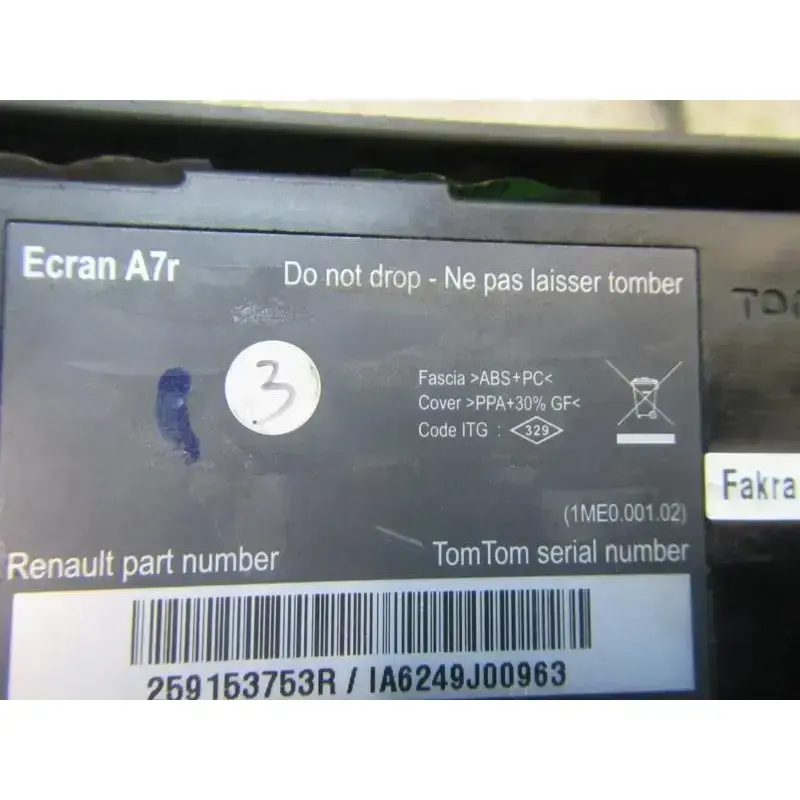 Ecran A7r
Do not drop - Ne pas laisser tomber
3
Fascia >ABS+PC<
Cover >PPA+30% GF<
Code ITG : 329
Fakra
(1ME0.001.02)
Renault part number
TomTom serial number
259153753R / IA6249J00963